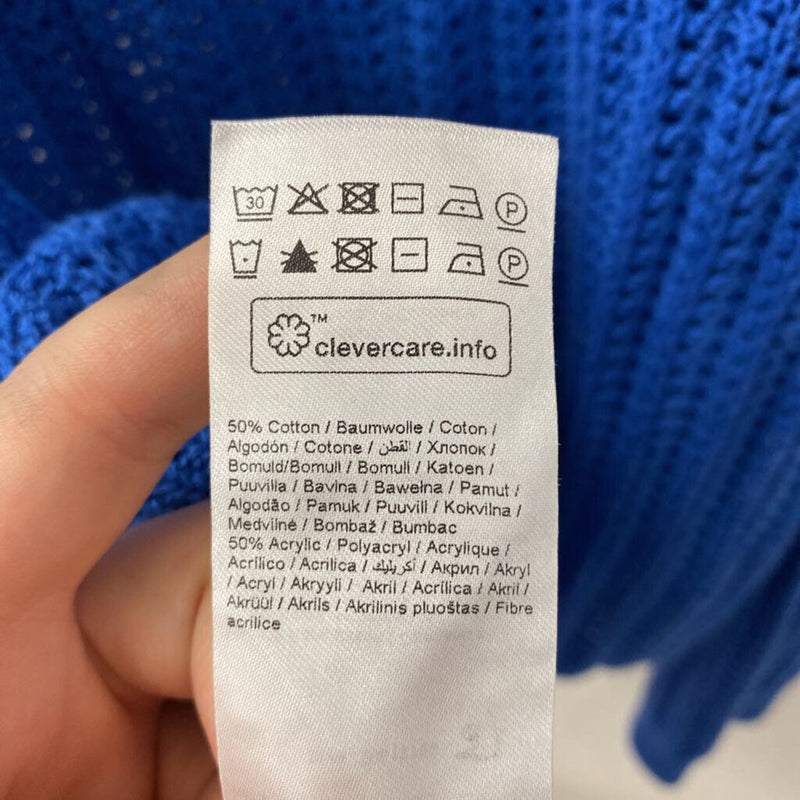 30 P
P
™
clevercare.info
50% Cotton / Baumwolle / Coton /
Algodón / Cotone / القطن / Хлопок /
Bomuld/Bomull / Bomull / Katoen /
Puuvilla / Bavlna / Bawełna / Pamut /
Algodão / Pamuk / Puuvill / Kokvilna /
Medvilnė / Bombaž / Bumbac
50% Acrylic / Polyacryl / Acrylique /
Acrílico / Acrilica / أكريليك / Акрил / Akryl
/ Acryl / Akryyli / Akril / Acrílica / Akril /
Akrüül / Akrils / Akrilinis pluoštas / Fibre
acrilice